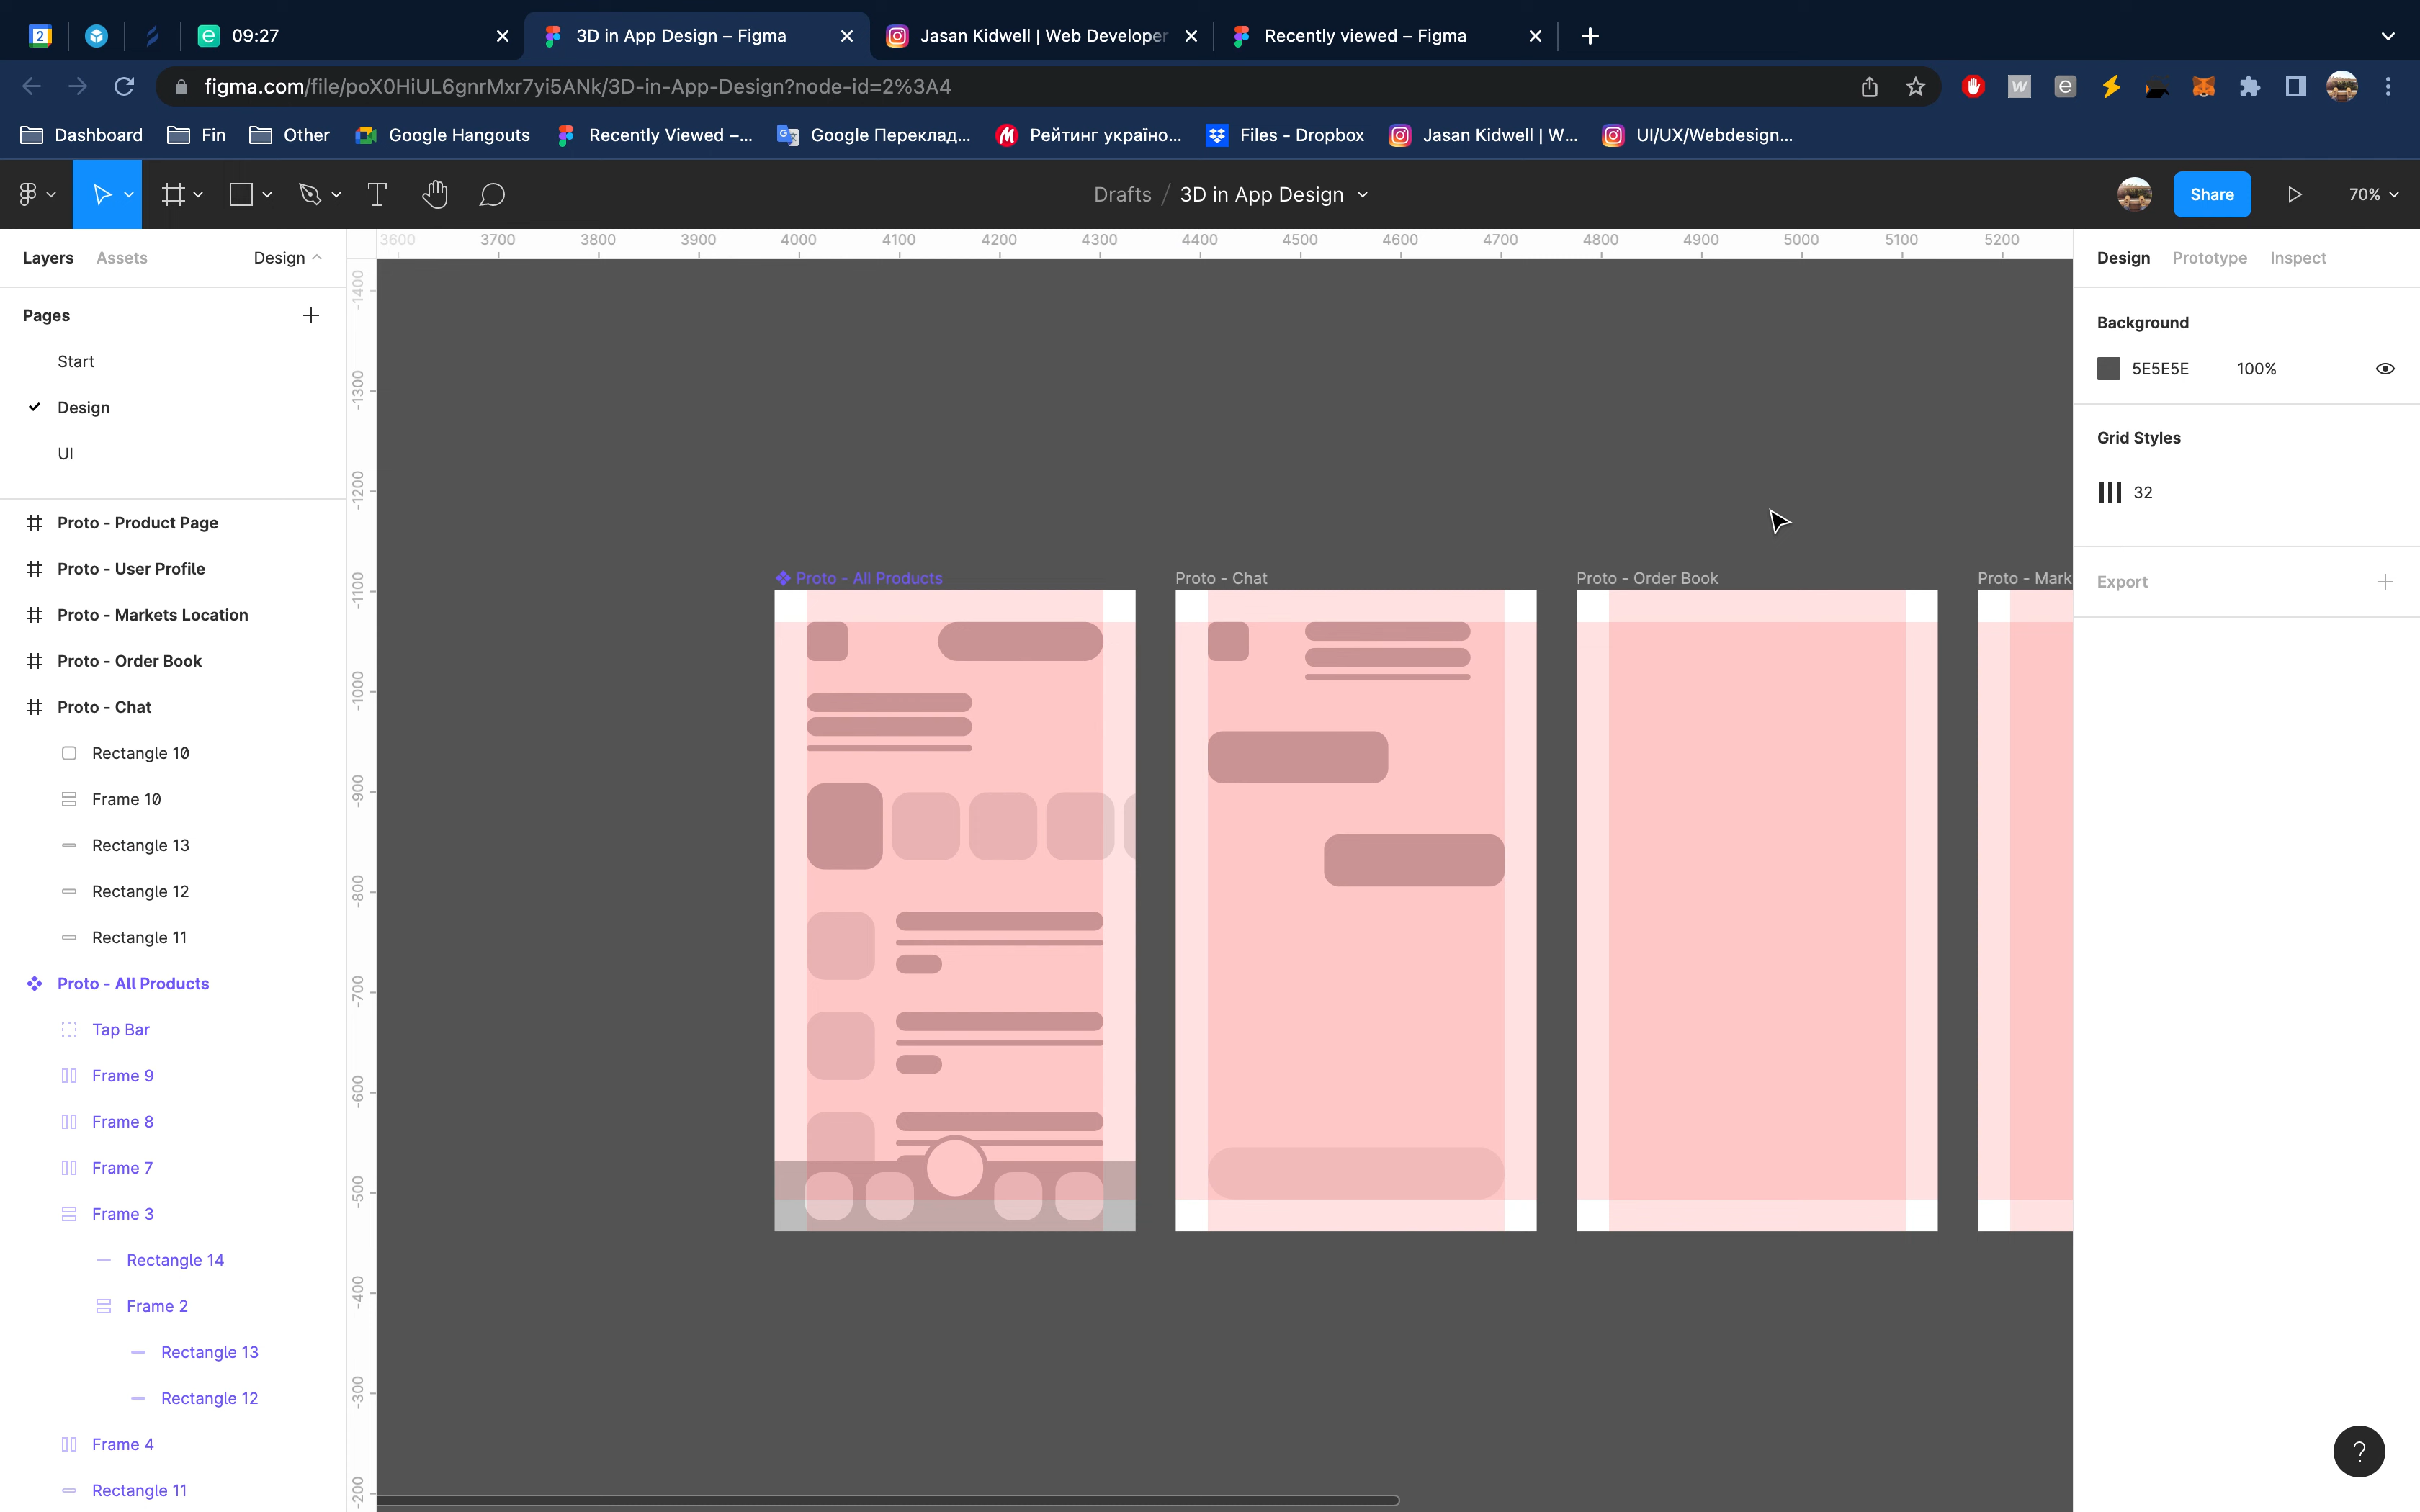 2
09:27
3D in App Design – Figma
Jasan Kidwell | Web Developer
Recently viewed – Figma
figma.com/file/poX0HiUL6gnrMxr7yi5ANk/3D-in-App-Design?node-id=2%3A4
Dashboard
Fin
Other
Google Hangouts
Recently Viewed –...
Google Переклад...
Рейтинг україно...
Files - Dropbox
Jasan Kidwell | W...
UI/UX/Webdesign...
Drafts / 3D in App Design
Share
70%
Layers
Assets
Design
Pages
Start
Design
UI
Proto - Product Page
Proto - User Profile
Proto - Markets Location
Proto - Order Book
Proto - Chat
Rectangle 10
Frame 10
Rectangle 13
Rectangle 12
Rectangle 11
Proto - All Products
Tap Bar
Frame 9
Frame 8
Frame 7
Frame 3
Rectangle 14
Frame 2
Rectangle 13
Rectangle 12
Frame 4
Rectangle 11
3600 3700 3800 3900 4000 4100 4200 4300 4400 4500 4600 4700 4800 4900 5000 5100 5200
-1400
-1300
-1200
-1100
-1000
-900
-800
-700
-600
-500
-400
-300
-200
Proto - All Products
Proto - Chat
Proto - Order Book
Proto - Mark
Design
Prototype
Inspect
Background
5E5E5E
100%
Grid Styles
32
Export
?